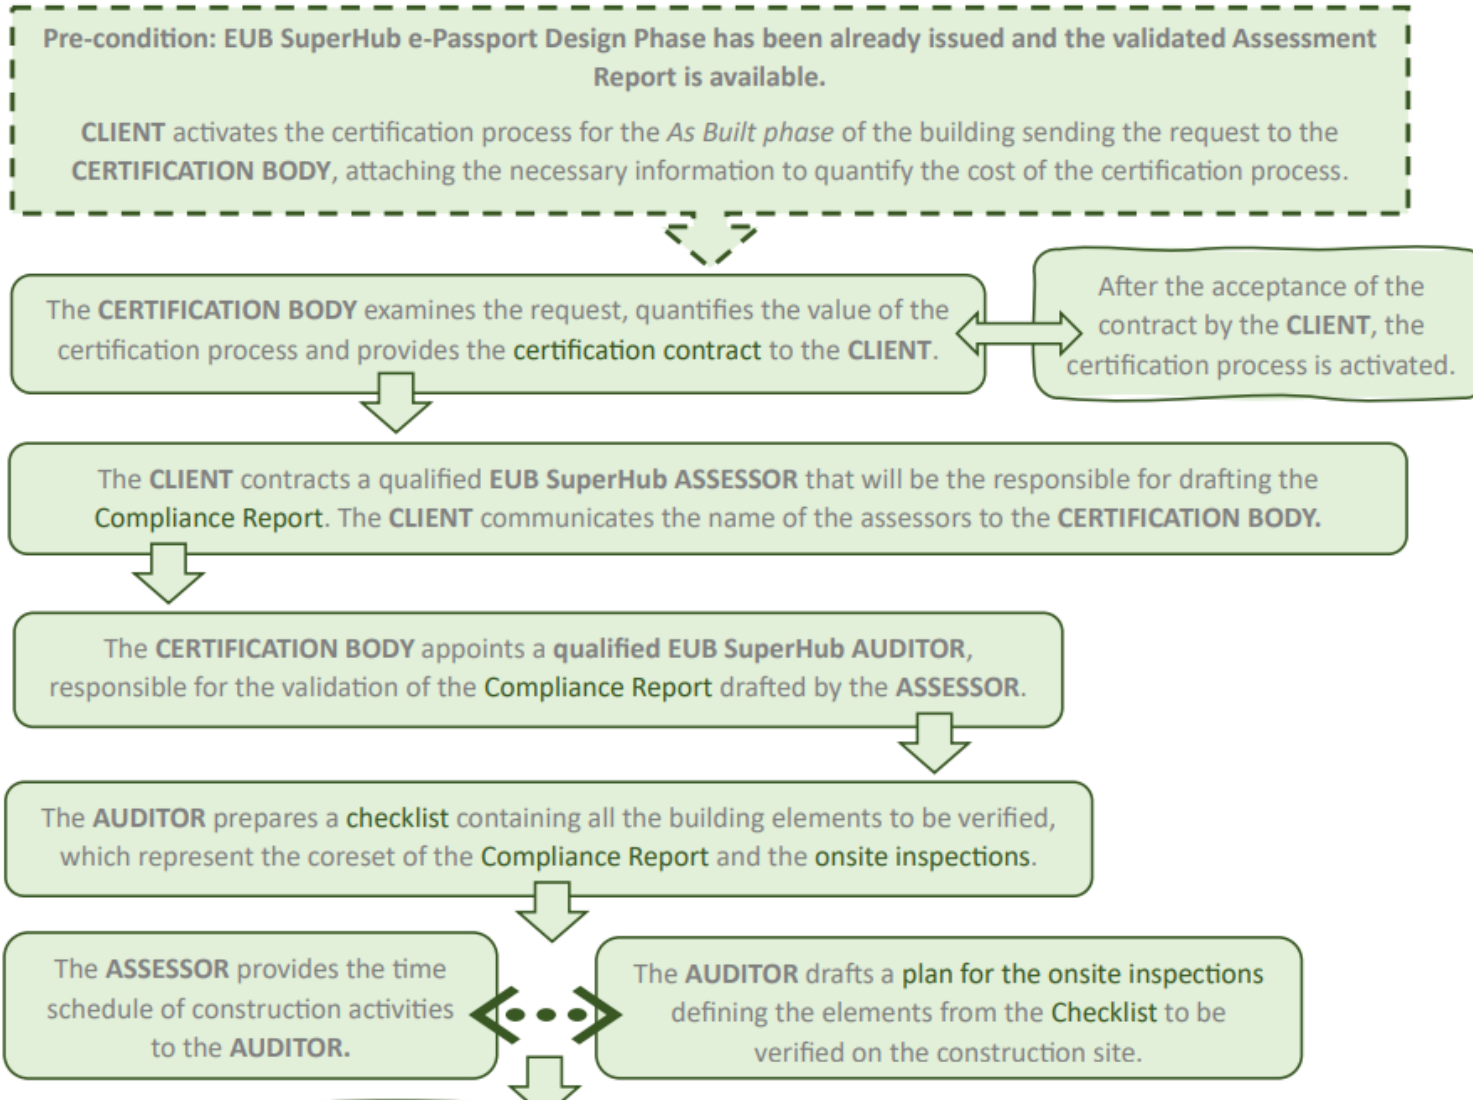 Pre-condition: EUB SuperHub e-Passport Design Phase has been already issued and the validated Assessment
Report is available.
CLIENT activates the certification process for the As Built phase of the building sending the request to the
CERTIFICATION BODY, attaching the necessary information to quantify the cost of the certification process.
The CERTIFICATION BODY examines the request, quantifies the value of the
certification process and provides the certification contract to the CLIENT.
After the acceptance of the
contract by the CLIENT, the
certification process is activated.
The CLIENT contracts a qualified EUB SuperHub ASSESSOR that will be the responsible for drafting the
Compliance Report. The CLIENT communicates the name of the assessors to the CERTIFICATION BODY.
The CERTIFICATION BODY appoints a qualified EUB SuperHub AUDITOR,
responsible for the validation of the Compliance Report drafted by the ASSESSOR.
The AUDITOR prepares a checklist containing all the building elements to be verified,
which represent the coreset of the Compliance Report and the onsite inspections.
The ASSESSOR provides the time
schedule of construction activities
to the AUDITOR.
The AUDITOR drafts a plan for the onsite inspections
defining the elements from the Checklist to be
verified on the construction site.